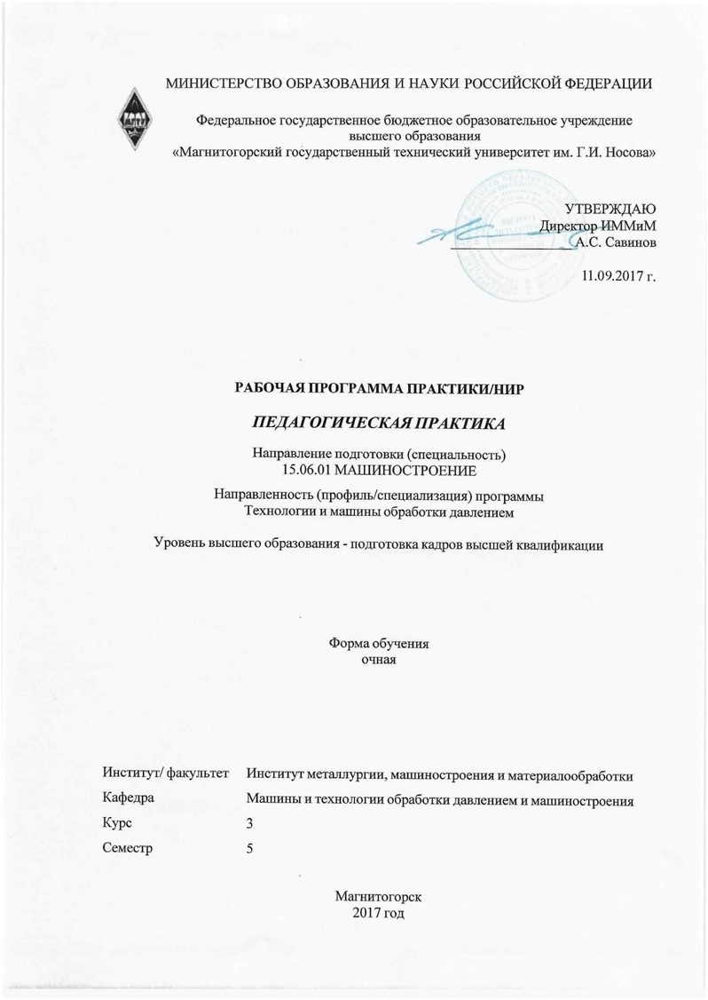 МИНИСТЕРСТВО ОБРАЗОВАНИЯ И НАУКИ РОССИЙСКОЙ ФЕДЕРАЦИИ
Федеральное государственное бюджетное образовательное учреждение
высшего образования
«Магнитогорский государственный технический университет им. Г.И. Носова»
УТВЕРЖДАЮ
Директор ИММиМ
А.С. Савинов
11.09.2017 г.
РАБОЧАЯ ПРОГРАММА ПРАКТИКИ/НИР
ПЕДАГОГИЧЕСКАЯ ПРАКТИКА
Направление подготовки (специальность)
15.06.01 МАШИНОСТРОЕНИЕ
Направленность (профиль/специализация) программы
Технологии и машины обработки давлением
Уровень высшего образования - подготовка кадров высшей квалификации
Форма обучения
очная
Институт/ факультет Институт металлургии, машиностроения и материалообработки
Кафедра Машины и технологии обработки давлением и машиностроения
Курс 3
Семестр 5
Магнитогорск
2017 год